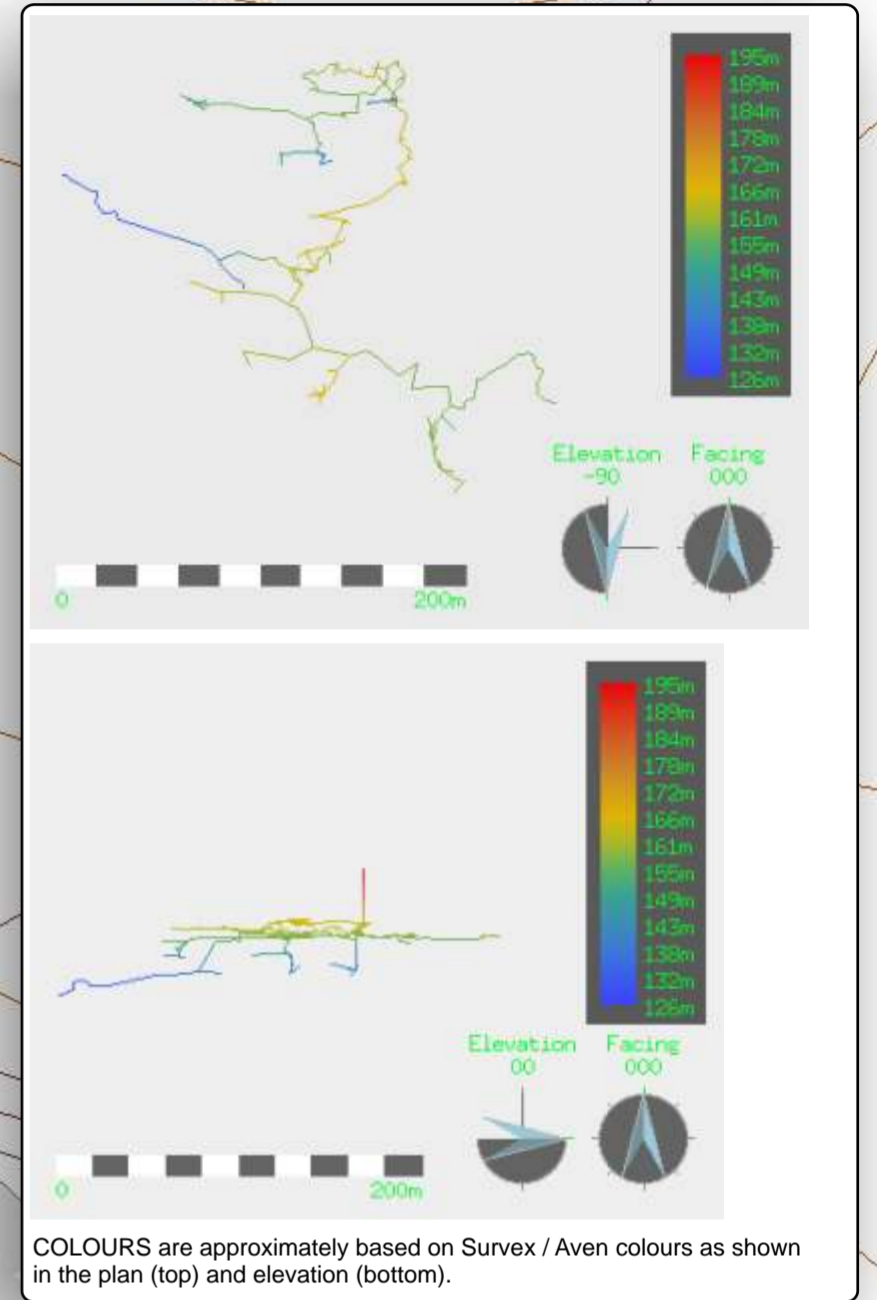 195m
189m
184m
178m
172m
166m
161m
155m
149m
143m
138m
132m
126m
Elevation Facing
-90 000
0 200m
195m
189m
184m
178m
172m
166m
161m
155m
149m
143m
138m
132m
126m
Elevation Facing
00 000
0 200m
COLOURS are approximately based on Survex / Aven colours as shown
in the plan (top) and elevation (bottom).